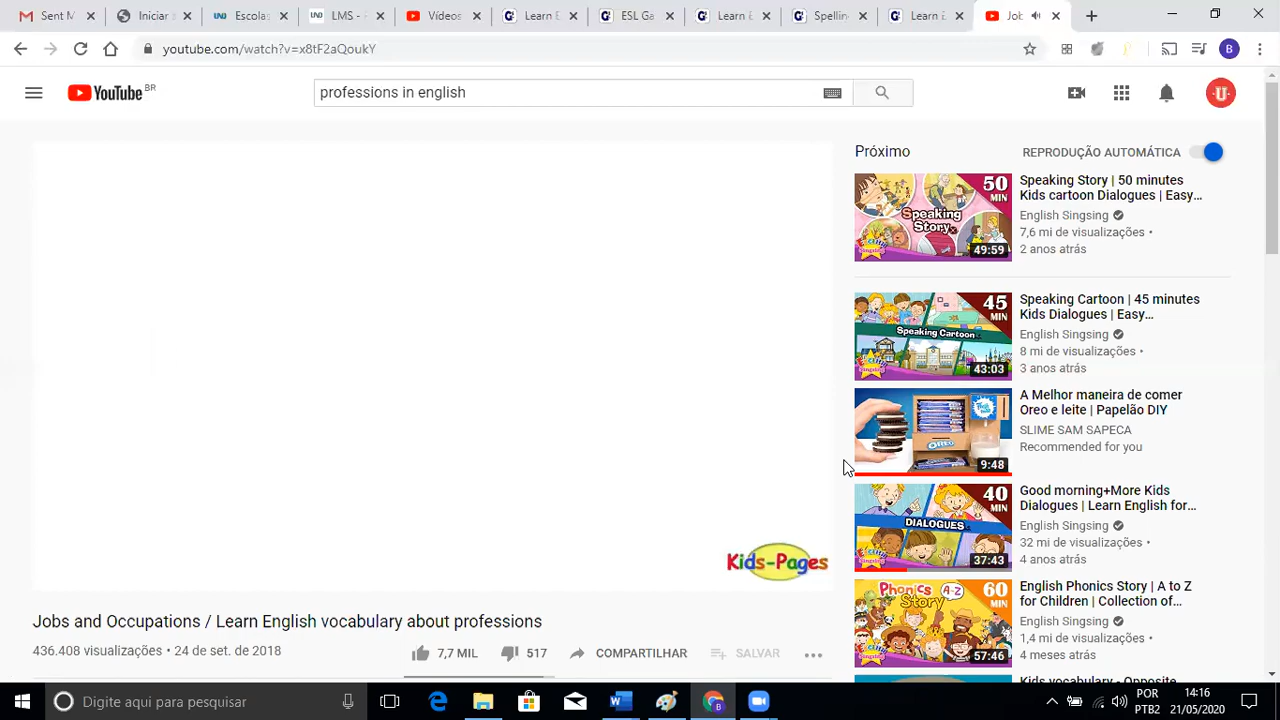 Sent M
Iniciar
Escolas
LMS - F
Vídeos
Learn E
ESL Ga
Learn E
Spelling
Learn E
Job
youtube.com/watch?v=x8tF2aQoukY
B
YouTube BR
professions in english
Kids-Pages
Jobs and Occupations / Learn English vocabulary about professions
436.408 visualizações • 24 de set. de 2018
7,7 MIL
517
COMPARTILHAR
SALVAR
Próximo
REPRODUÇÃO AUTOMÁTICA
50
MIN
Speaking
Story
49:59
Speaking Story | 50 minutes
Kids cartoon Dialogues | Easy…
English Singsing
7,6 mi de visualizações •
2 anos atrás
45
MIN
Speaking Cartoon
43:03
Speaking Cartoon | 45 minutes
Kids Dialogues | Easy…
English Singsing
8 mi de visualizações •
3 anos atrás
OREO
9:48
A Melhor maneira de comer
Oreo e leite | Papelão DIY
SLIME SAM SAPECA
Recommended for you
40
MIN
DIALOGUES
37:43
Good morning+More Kids
Dialogues | Learn English for…
English Singsing
32 mi de visualizações •
4 anos atrás
Phonics A-Z
Story
60
MIN
57:46
English Phonics Story | A to Z
for Children | Collection of…
English Singsing
1,4 mi de visualizações •
4 meses atrás
Kids vocabulary - Opposite
Digite aqui para pesquisar
POR
PTB2
14:16
21/05/2020